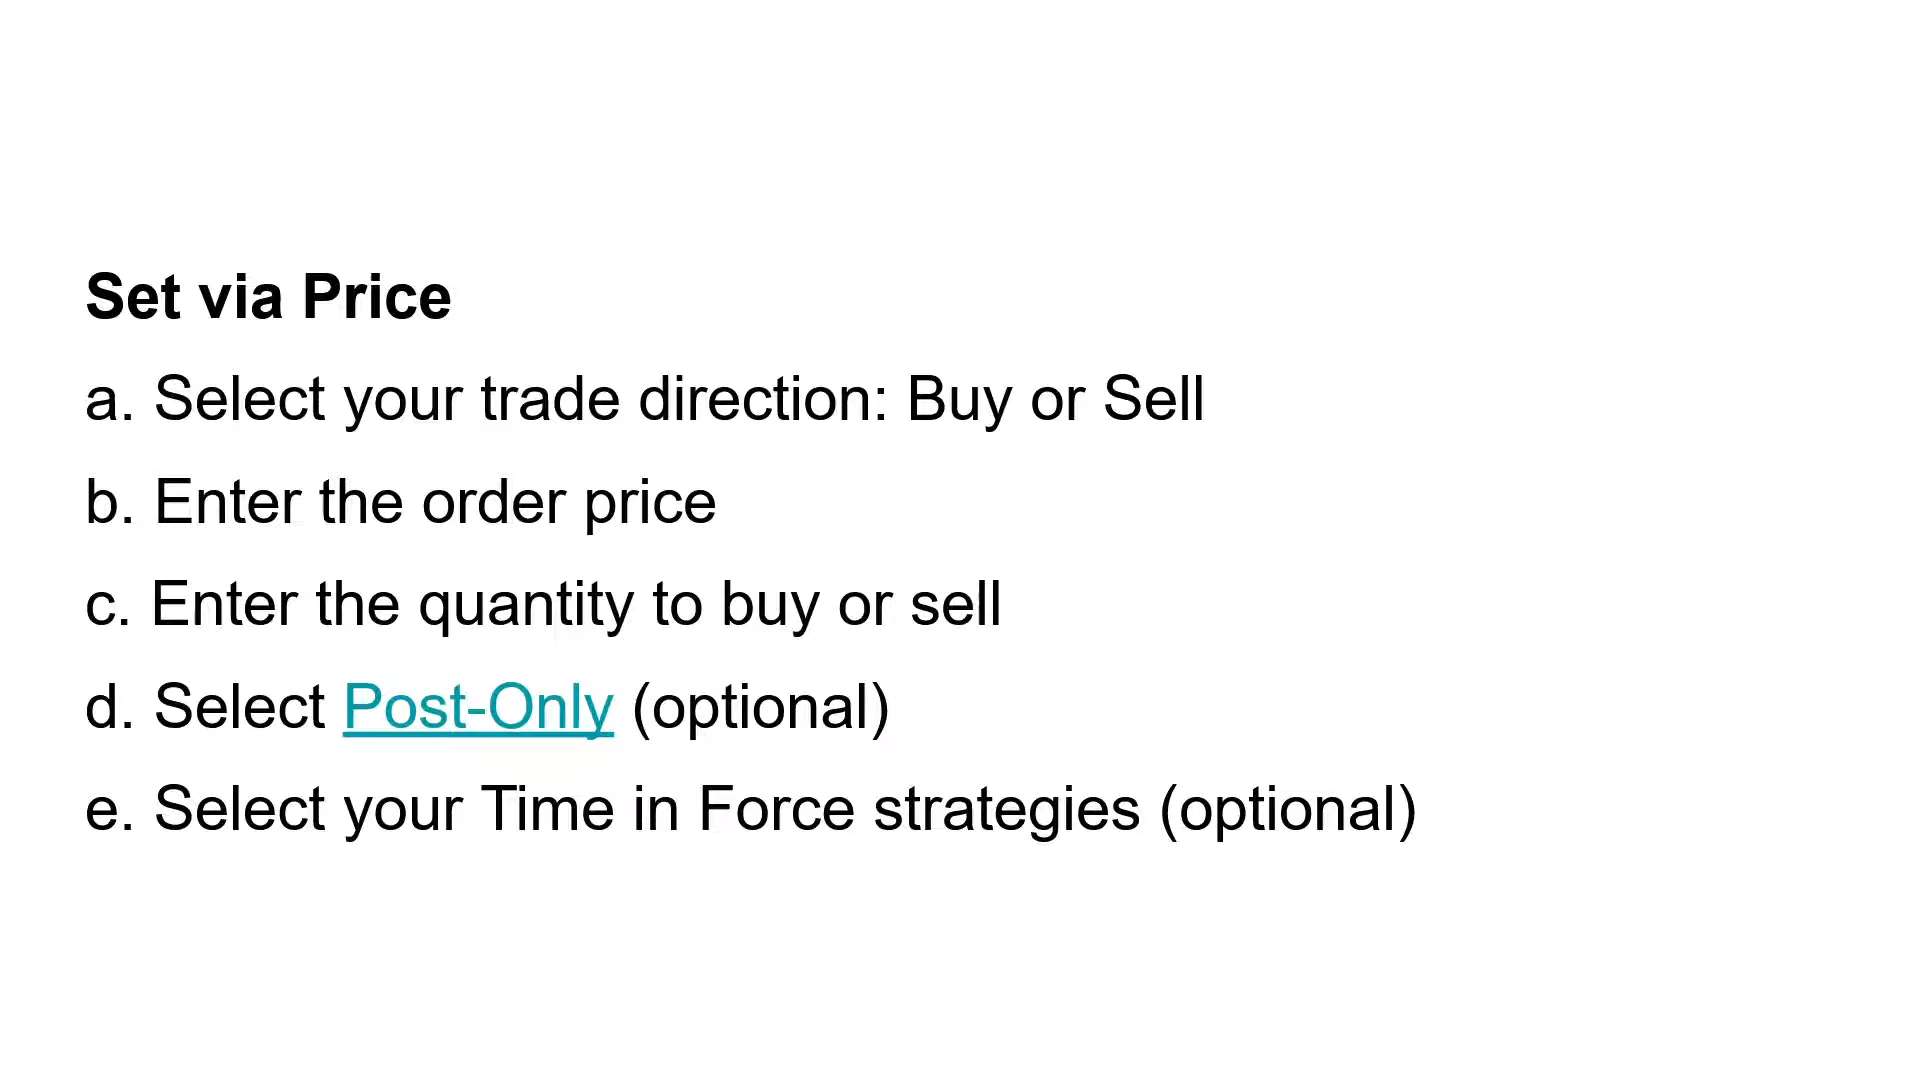 Set via Price
a. Select your trade direction: Buy or Sell
b. Enter the order price
c. Enter the quantity to buy or sell
d. Select Post-Only (optional)
e. Select your Time in Force strategies (optional)